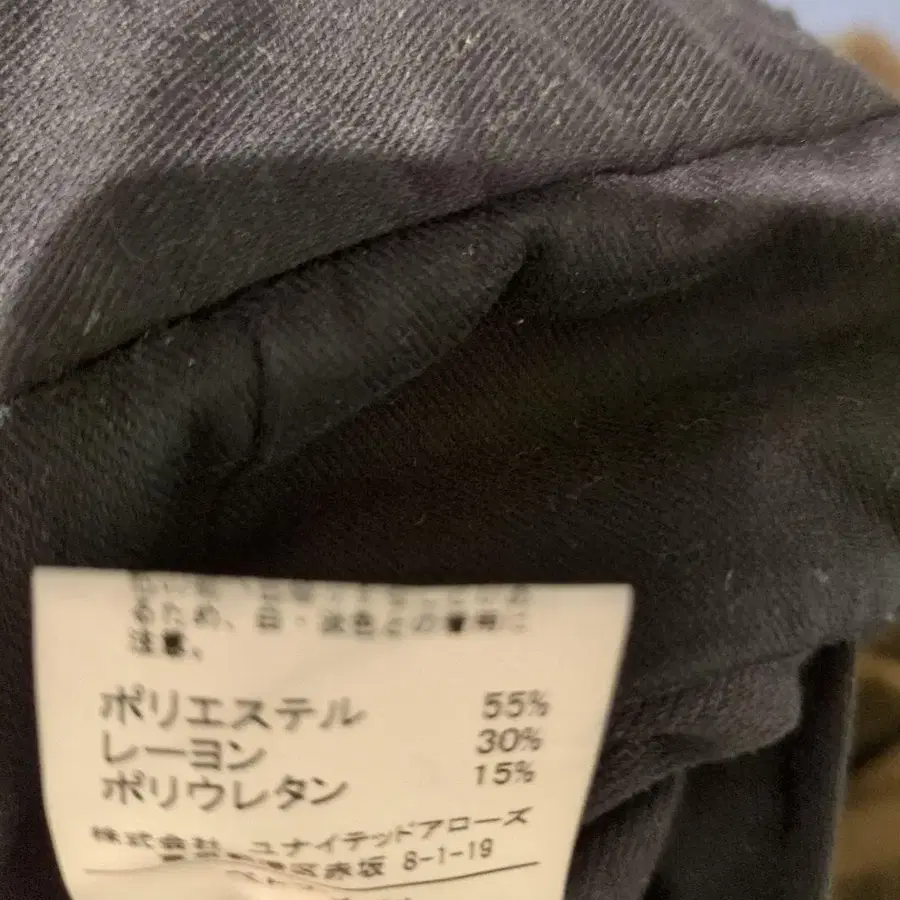 るため、白・淡色との着用に
注意。
ポリエステル 55%
レーヨン 30%
ポリウレタン 15%
株式会社 ユナイテッドアローズ
区赤坂 8-1-19